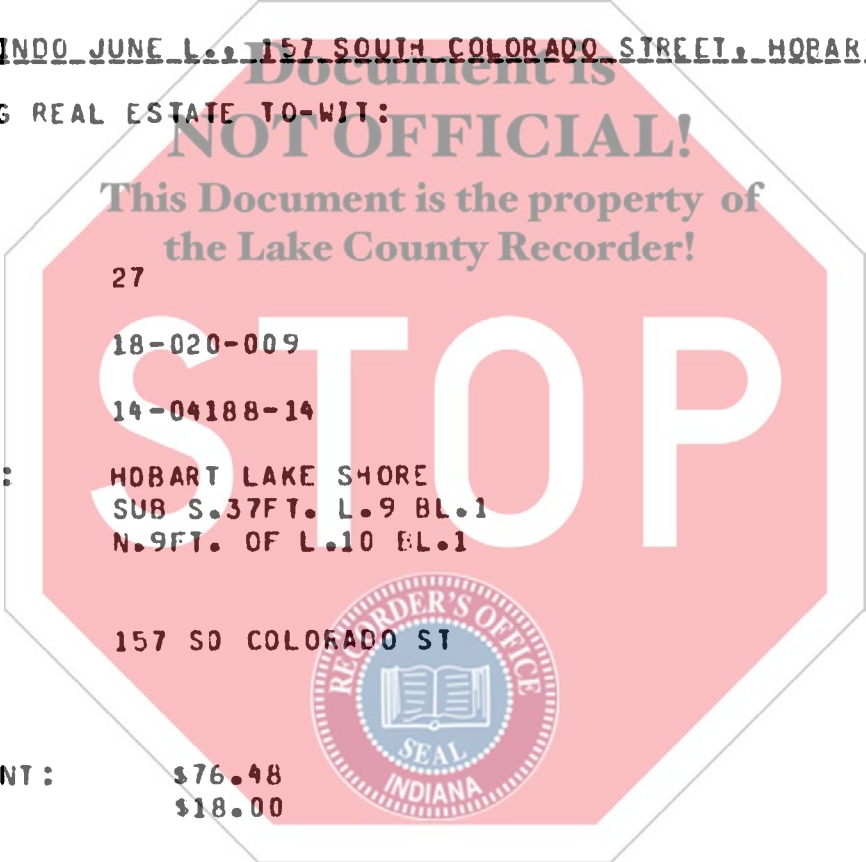 INDO JUNE L., 157 SOUTH COLORADO STREET, HOBAR
Document is
G REAL ESTATE TO-WIT:
NOT OFFICIAL!
This Document is the property of
the Lake County Recorder!
27
STOP
18-020-009
14-04188-14
: HOBART LAKE SHORE
SUB S.37FT. L.9 BL.1
N.9FT. OF L.10 BL.1
RECORDER'S OFFICE
157 SO COLORADO ST
SEAL
INDIANA
NT: $76.48
$18.00